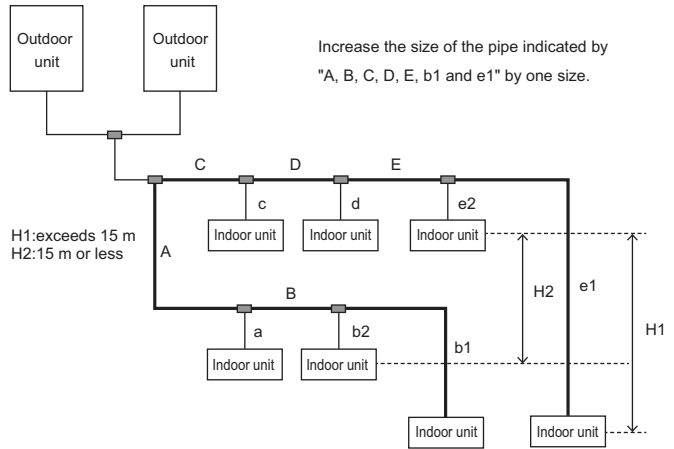 Outdoor
unit
Outdoor
unit
Increase the size of the pipe indicated by
"A, B, C, D, E, b1 and e1" by one size.
C
D
E
c
d
e2
Indoor unit
Indoor unit
Indoor unit
H1:exceeds 15 m
H2:15 m or less
A
B
H2
e1
H1
a
b2
b1
Indoor unit
Indoor unit
Indoor unit
Indoor unit